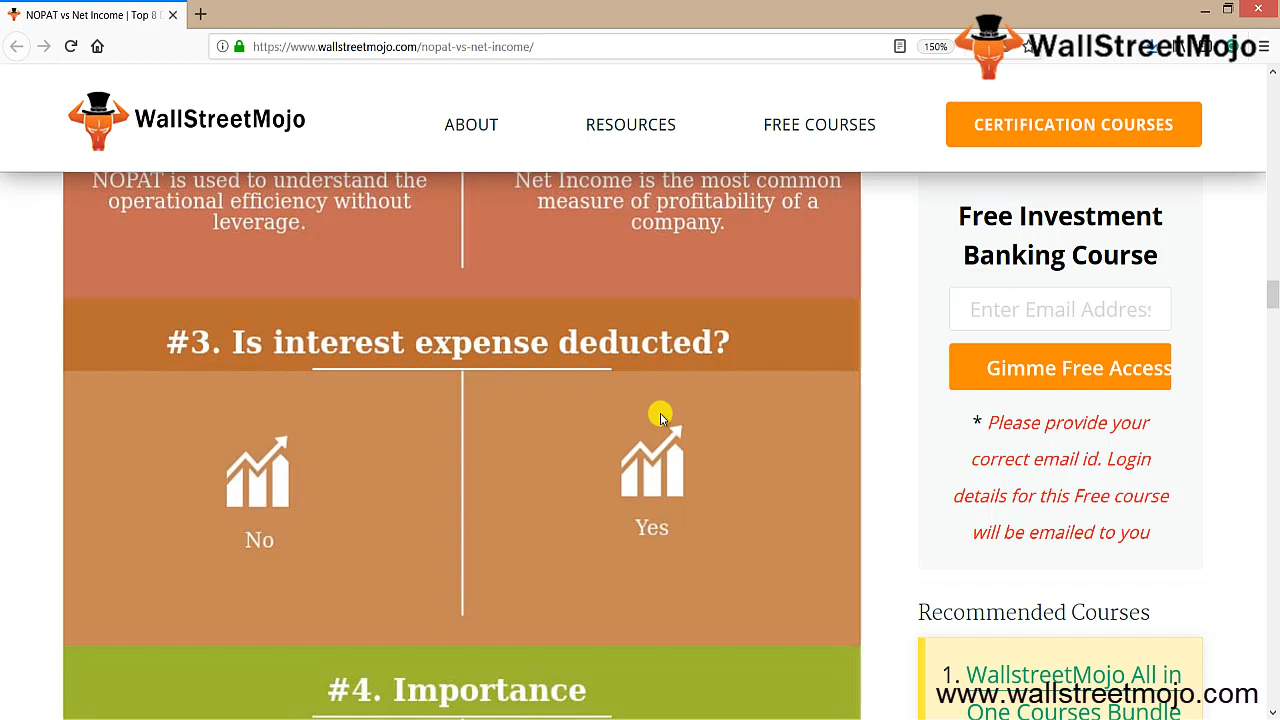 NOPAT vs Net Income | Top 8 D
https://www.wallstreetmojo.com/nopat-vs-net-income/
150%
WallStreetMojo
WallStreetMojo
ABOUT
RESOURCES
FREE COURSES
CERTIFICATION COURSES
NOPAT is used to understand the
operational efficiency without
leverage.
Net Income is the most common
measure of profitability of a
company.
#3. Is interest expense deducted?
No
Yes
#4. Importance
Free Investment
Banking Course
Enter Email Address
Gimme Free Access
* Please provide your
correct email id. Login
details for this Free course
will be emailed to you
Recommended Courses
1. WallstreetMojo All in
One Courses Bundle
www.wallstreetmojo.com